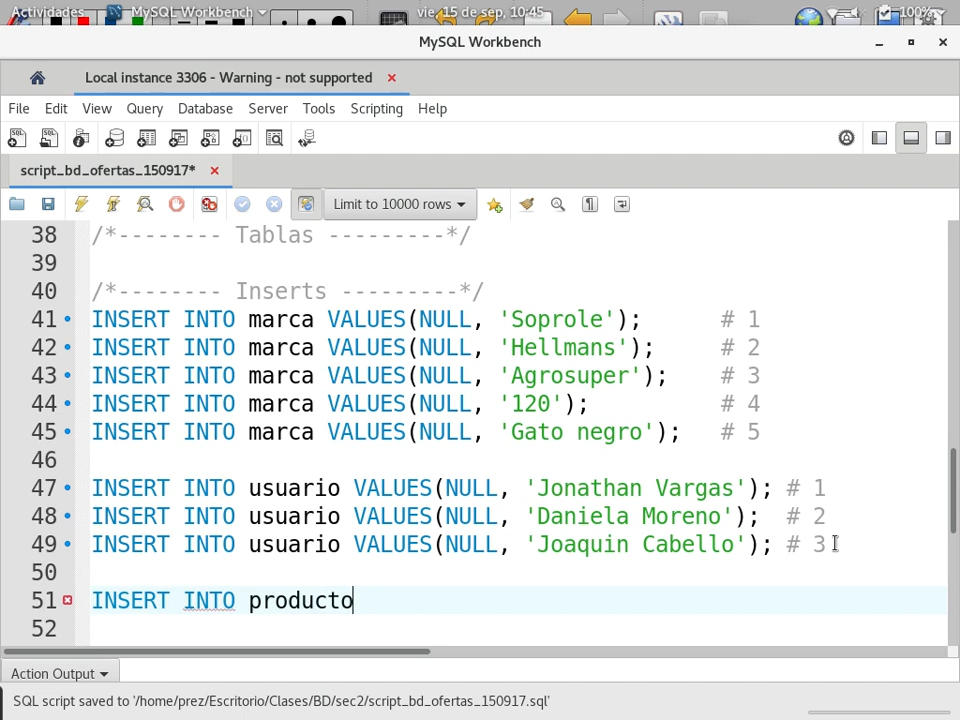 Actividades MySQL Workbench vie, 15 de sep, 10:45 100%
MySQL Workbench
Local instance 3306 - Warning - not supported
File Edit View Query Database Server Tools Scripting Help
script_bd_ofertas_150917*
Limit to 10000 rows
38 /*-------- Tablas ---------*/
39
40 /*-------- Inserts ---------*/
41 INSERT INTO marca VALUES(NULL, 'Soprole'); # 1
42 INSERT INTO marca VALUES(NULL, 'Hellmans'); # 2
43 INSERT INTO marca VALUES(NULL, 'Agrosuper'); # 3
44 INSERT INTO marca VALUES(NULL, '120'); # 4
45 INSERT INTO marca VALUES(NULL, 'Gato negro'); # 5
46
47 INSERT INTO usuario VALUES(NULL, 'Jonathan Vargas'); # 1
48 INSERT INTO usuario VALUES(NULL, 'Daniela Moreno'); # 2
49 INSERT INTO usuario VALUES(NULL, 'Joaquin Cabello'); # 3
50
51 INSERT INTO producto
52
Action Output
SQL script saved to '/home/prez/Escritorio/Clases/BD/sec2/script_bd_ofertas_150917.sql'